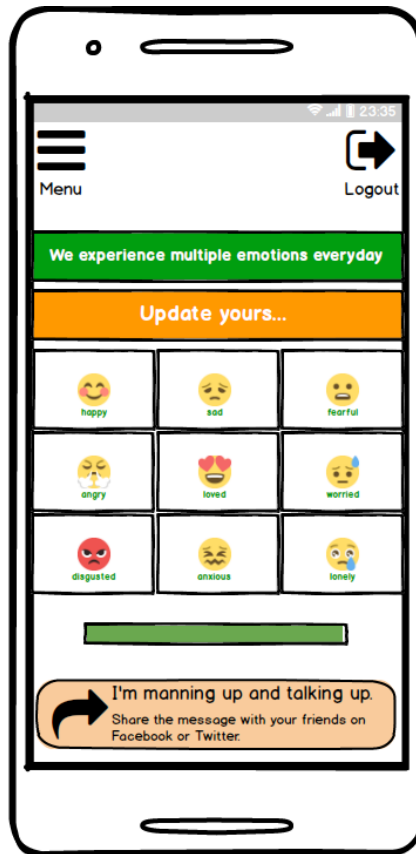 23:35
Menu
Logout
We experience multiple emotions everyday
Update yours...
happy
sad
fearful
angry
loved
worried
disgusted
anxious
lonely
I'm manning up and talking up.
Share the message with your friends on
Facebook or Twitter.